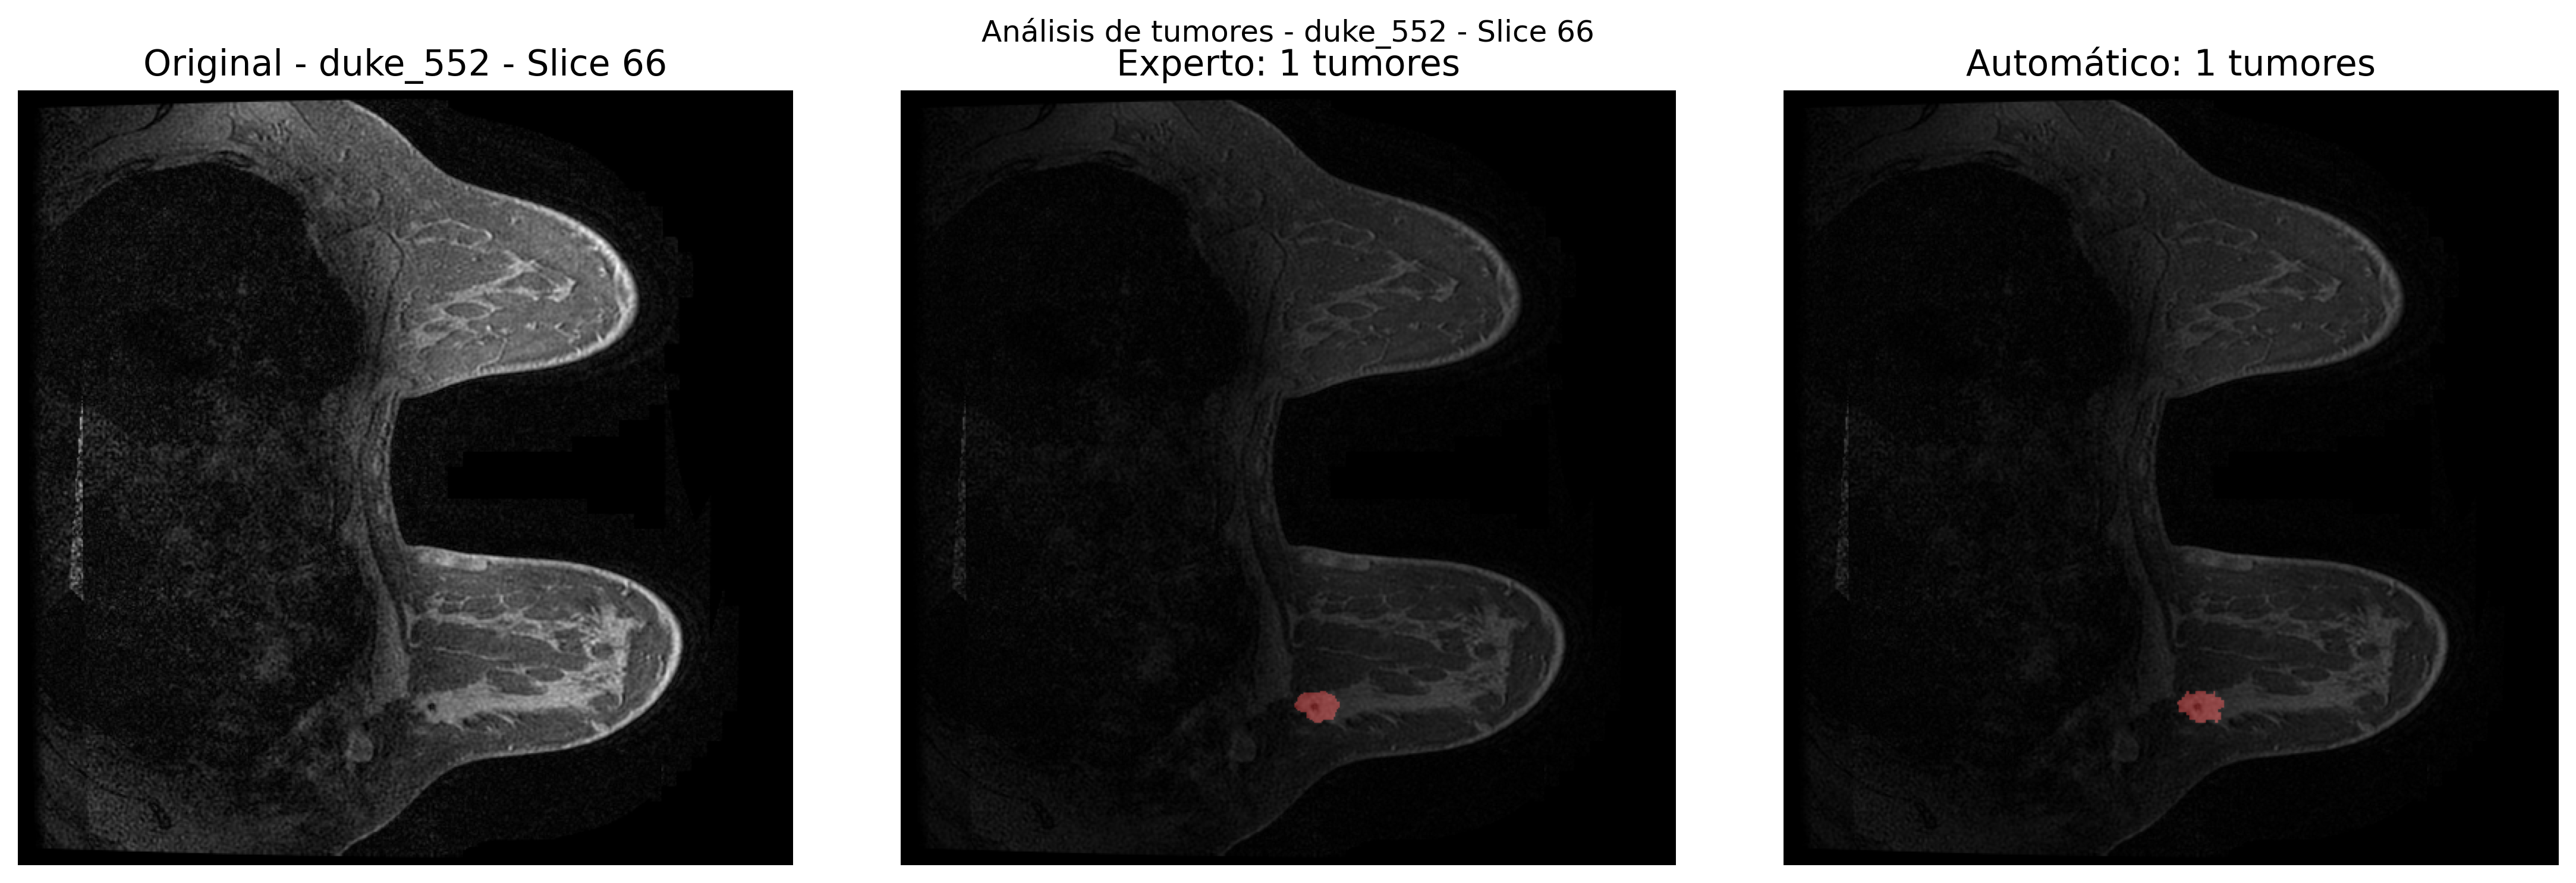 Análisis de tumores - duke_552 - Slice 66
Original - duke_552 - Slice 66
Experto: 1 tumores
Automático: 1 tumores